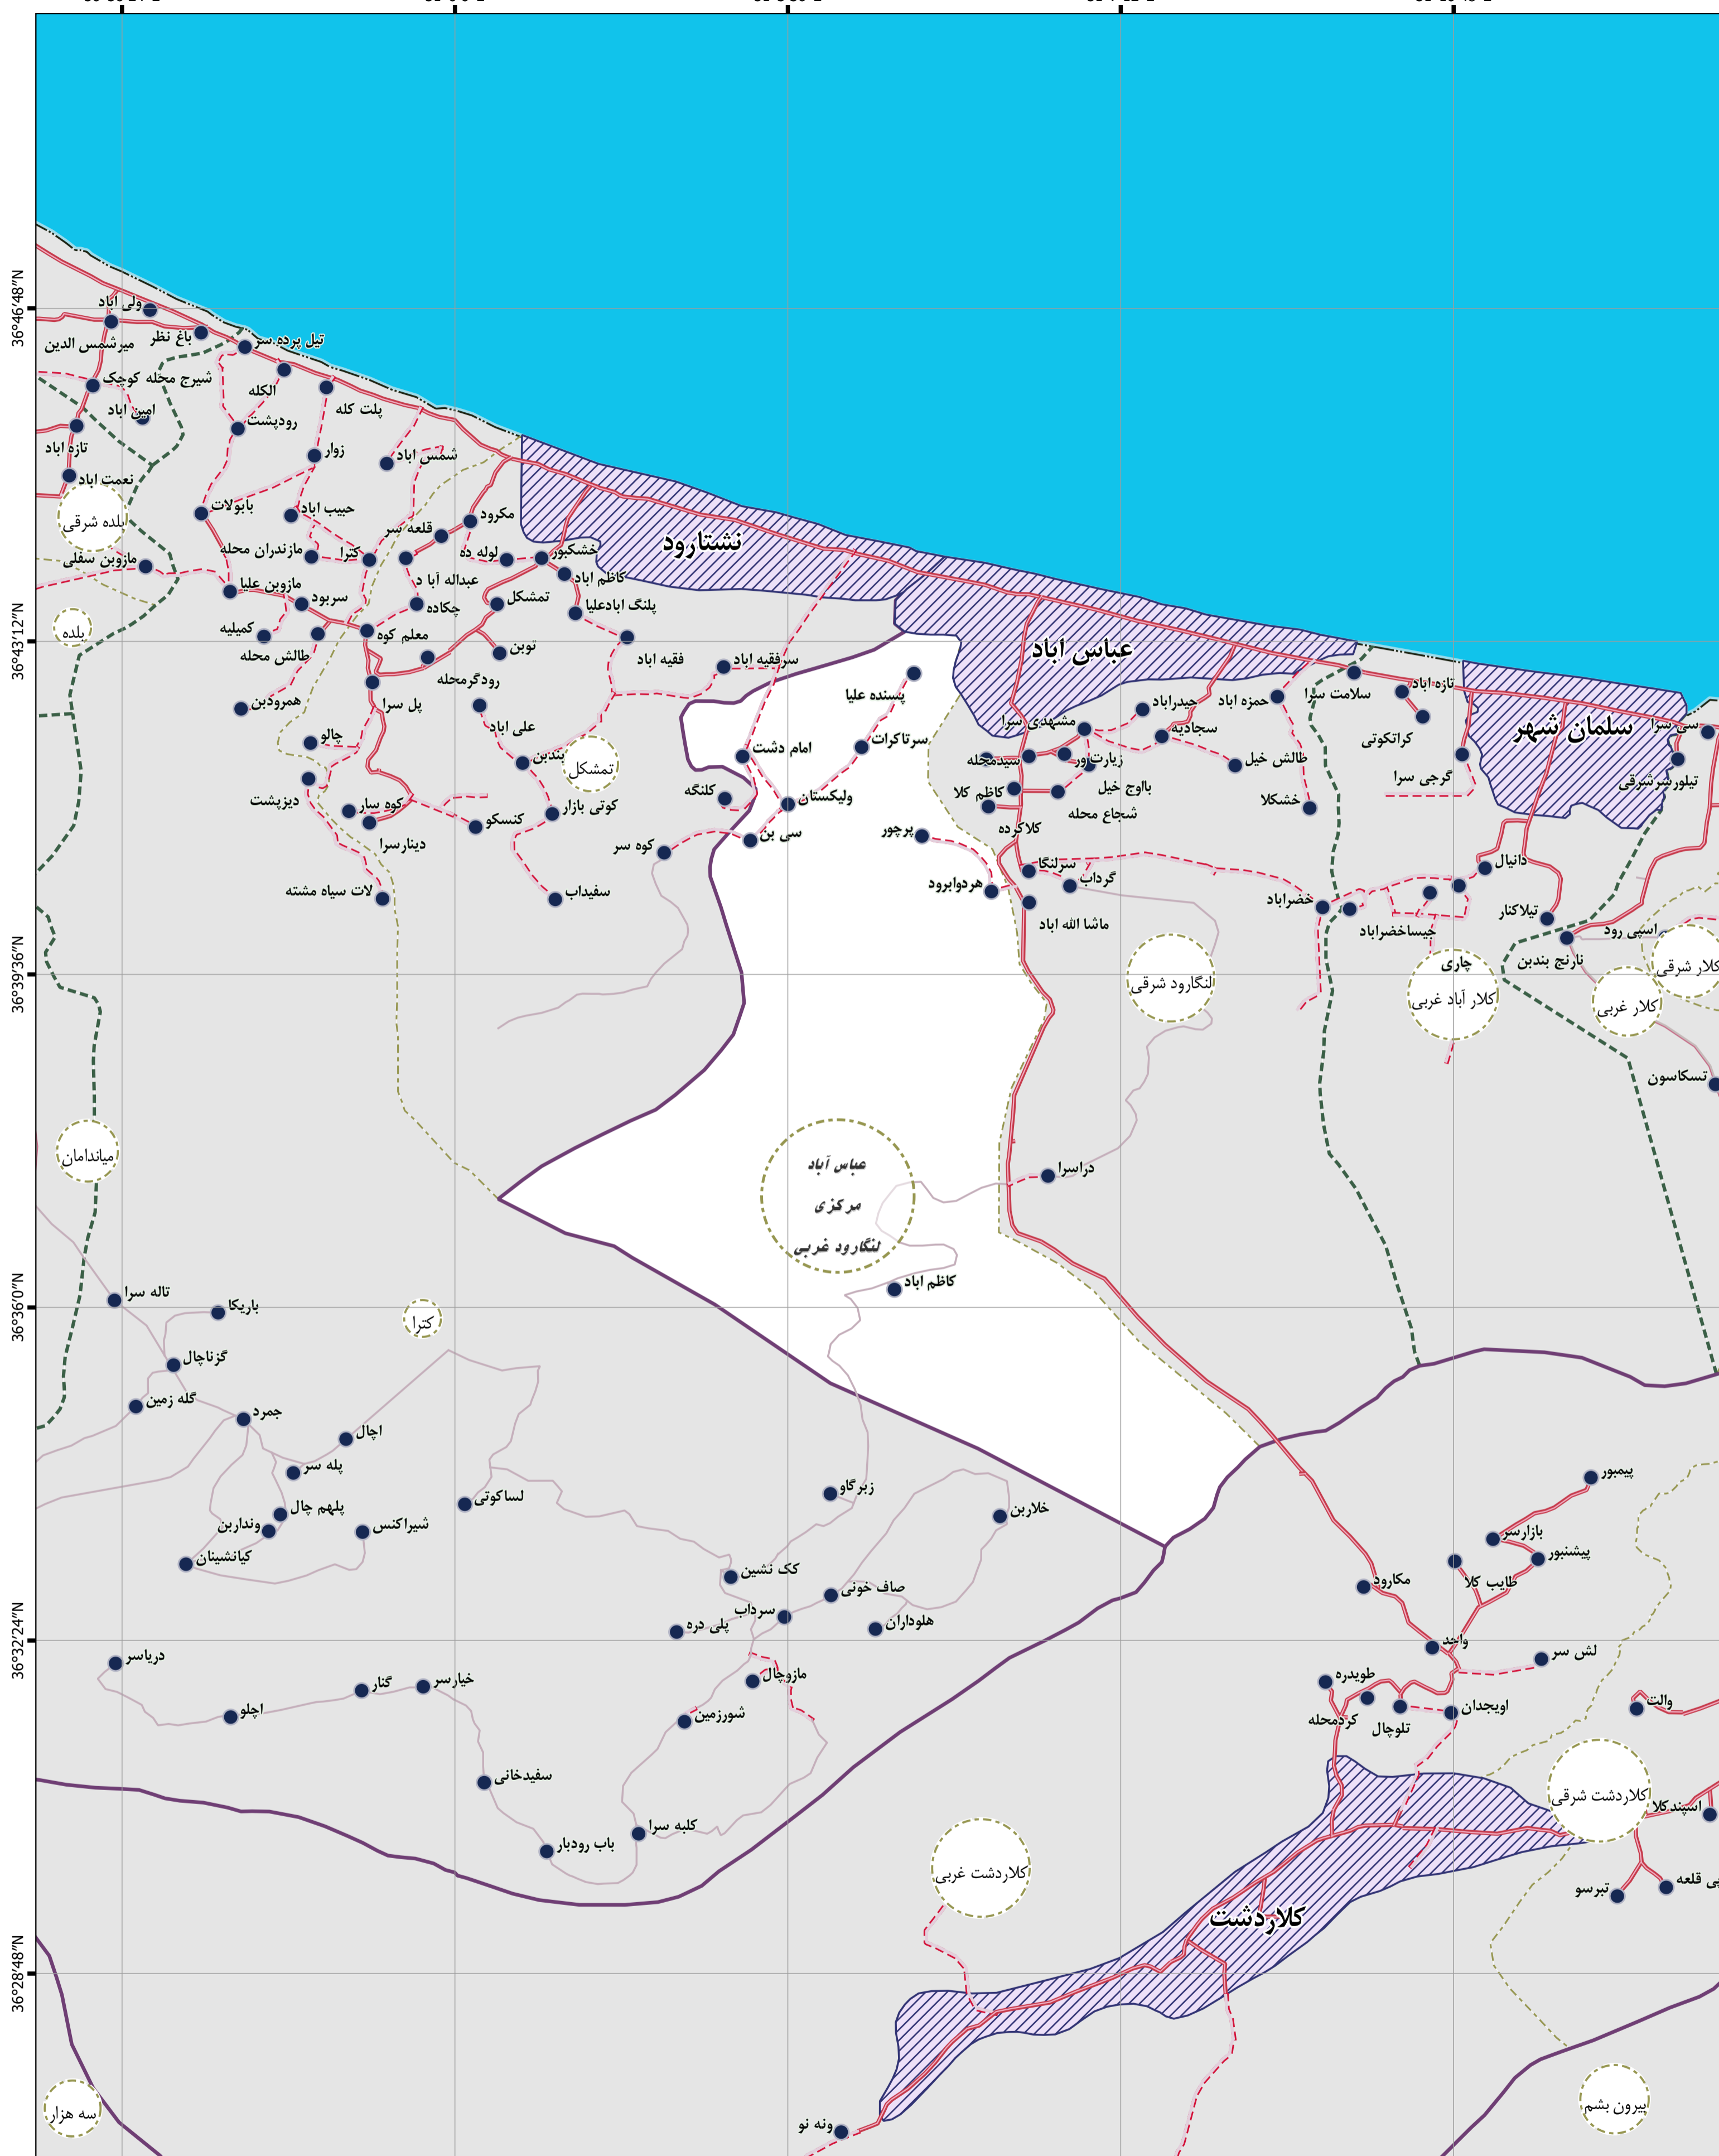 36°46'48"N
36°43'12"N
36°39'36"N
36°36'0"N
36°32'24"N
36°28'48"N
ولی اباد
باغ نظر
میرشمس الدین
تیل پرده سر
شیرج محله کوچک
الکله
پلت کله
امین اباد
رودپشت
تازه اباد
زوار
شمس اباد
نعمت اباد
بلده شرقی
بابولات
حبیب اباد
مکرود
قلعه سر
نشتارود
مازوبن سفلی
مازندران محله
کترا
لوله ده
خشکبور
کاظم اباد
مازوبن علیا
سربود
عبداله آبا د
چکاده
تمشکل
پلنگ ابادعلیا
بلده
کمیلیه
معلم کوه
طالش محله
توبن
فقیه اباد
سرفقیه اباد
عباس اباد
رودگرمحله
همرودبن
پل سرا
علی اباد
پسنده علیا
حیدراباد
حمزه اباد
سلامت سرا
تازه اباد
کراتکوتی
سلمان شهر
سی سرا
چالو
بندبن
تمشکل
امام دشت
سرتاکرات
مشهدی سرا
سجادیه
سیدمحله
زیارت ور
طالش خیل
گرجی سرا
تیلورسرشرقی
دیزپشت
کوه سار
کوتی بازار
کلنگه
ولیکستان
کاظم کلا
بااوج خیل
شجاع محله
خشکلا
کنسکو
دینارسرا
کوه سر
سی بن
پرچور
کلاکرده
لات سیاه مشته
سفیداب
هردوابرود
سرلنگا
گرداب
ماشا الله اباد
خضراباد
جیساخضراباد
دانیال
تیلاکنار
اسپی رود
نارنج بندبن
چاری
لنگارود شرقی
کلار آباد غربی
کلار غربی
کلار شرقی
تسکاسون
میاندامان
عباس آباد
مرکزی
لنگارود غربی
دراسرا
کاظم اباد
تاله سرا
باریکا
کترا
گزناچال
گله زمین
جمرد
اچال
پله سر
لساکوتی
زبرگاو
خلاربن
پیمبور
پلهم چال
ونداربن
شیراکنس
کیانشینان
بازارسر
پیشنبور
طایب کلا
مکارود
کک نشین
صاف خونی
سرداب
پلی دره
هلوداران
واحد
لش سر
دریاسر
گنار
خیارسر
اچلو
مازوچال
شورزمین
طویدره
کردمحله
تلوچال
اویجدان
والت
سفیدخانی
کلاردشت شرقی
اسپندکلا
کلبه سرا
باب رودبار
کلاردشت غربی
تبرسو
کلاردشت
سه هزار
ونه نو
بیرون بشم